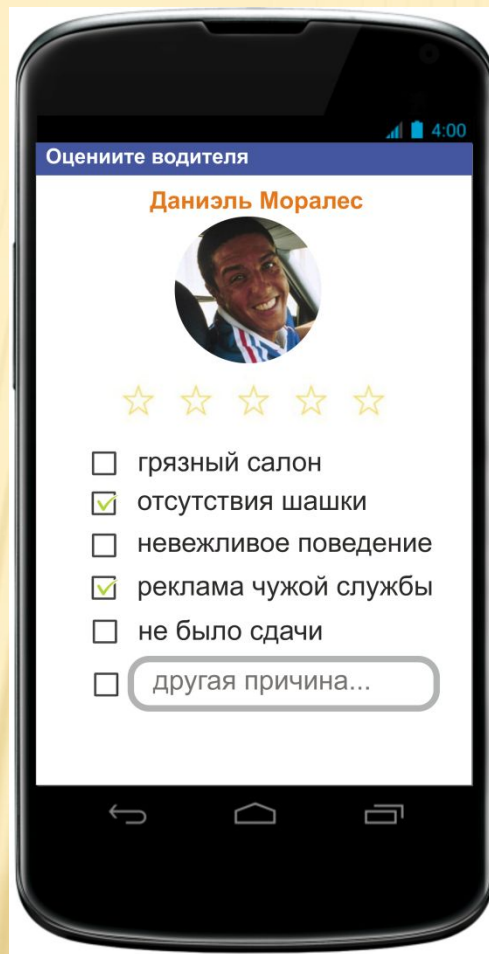 4:00
Оцениите водителя
Даниэль Моралес
грязный салон
отсутствия шашки
невежливое поведение
реклама чужой службы
не было сдачи
другая причина...